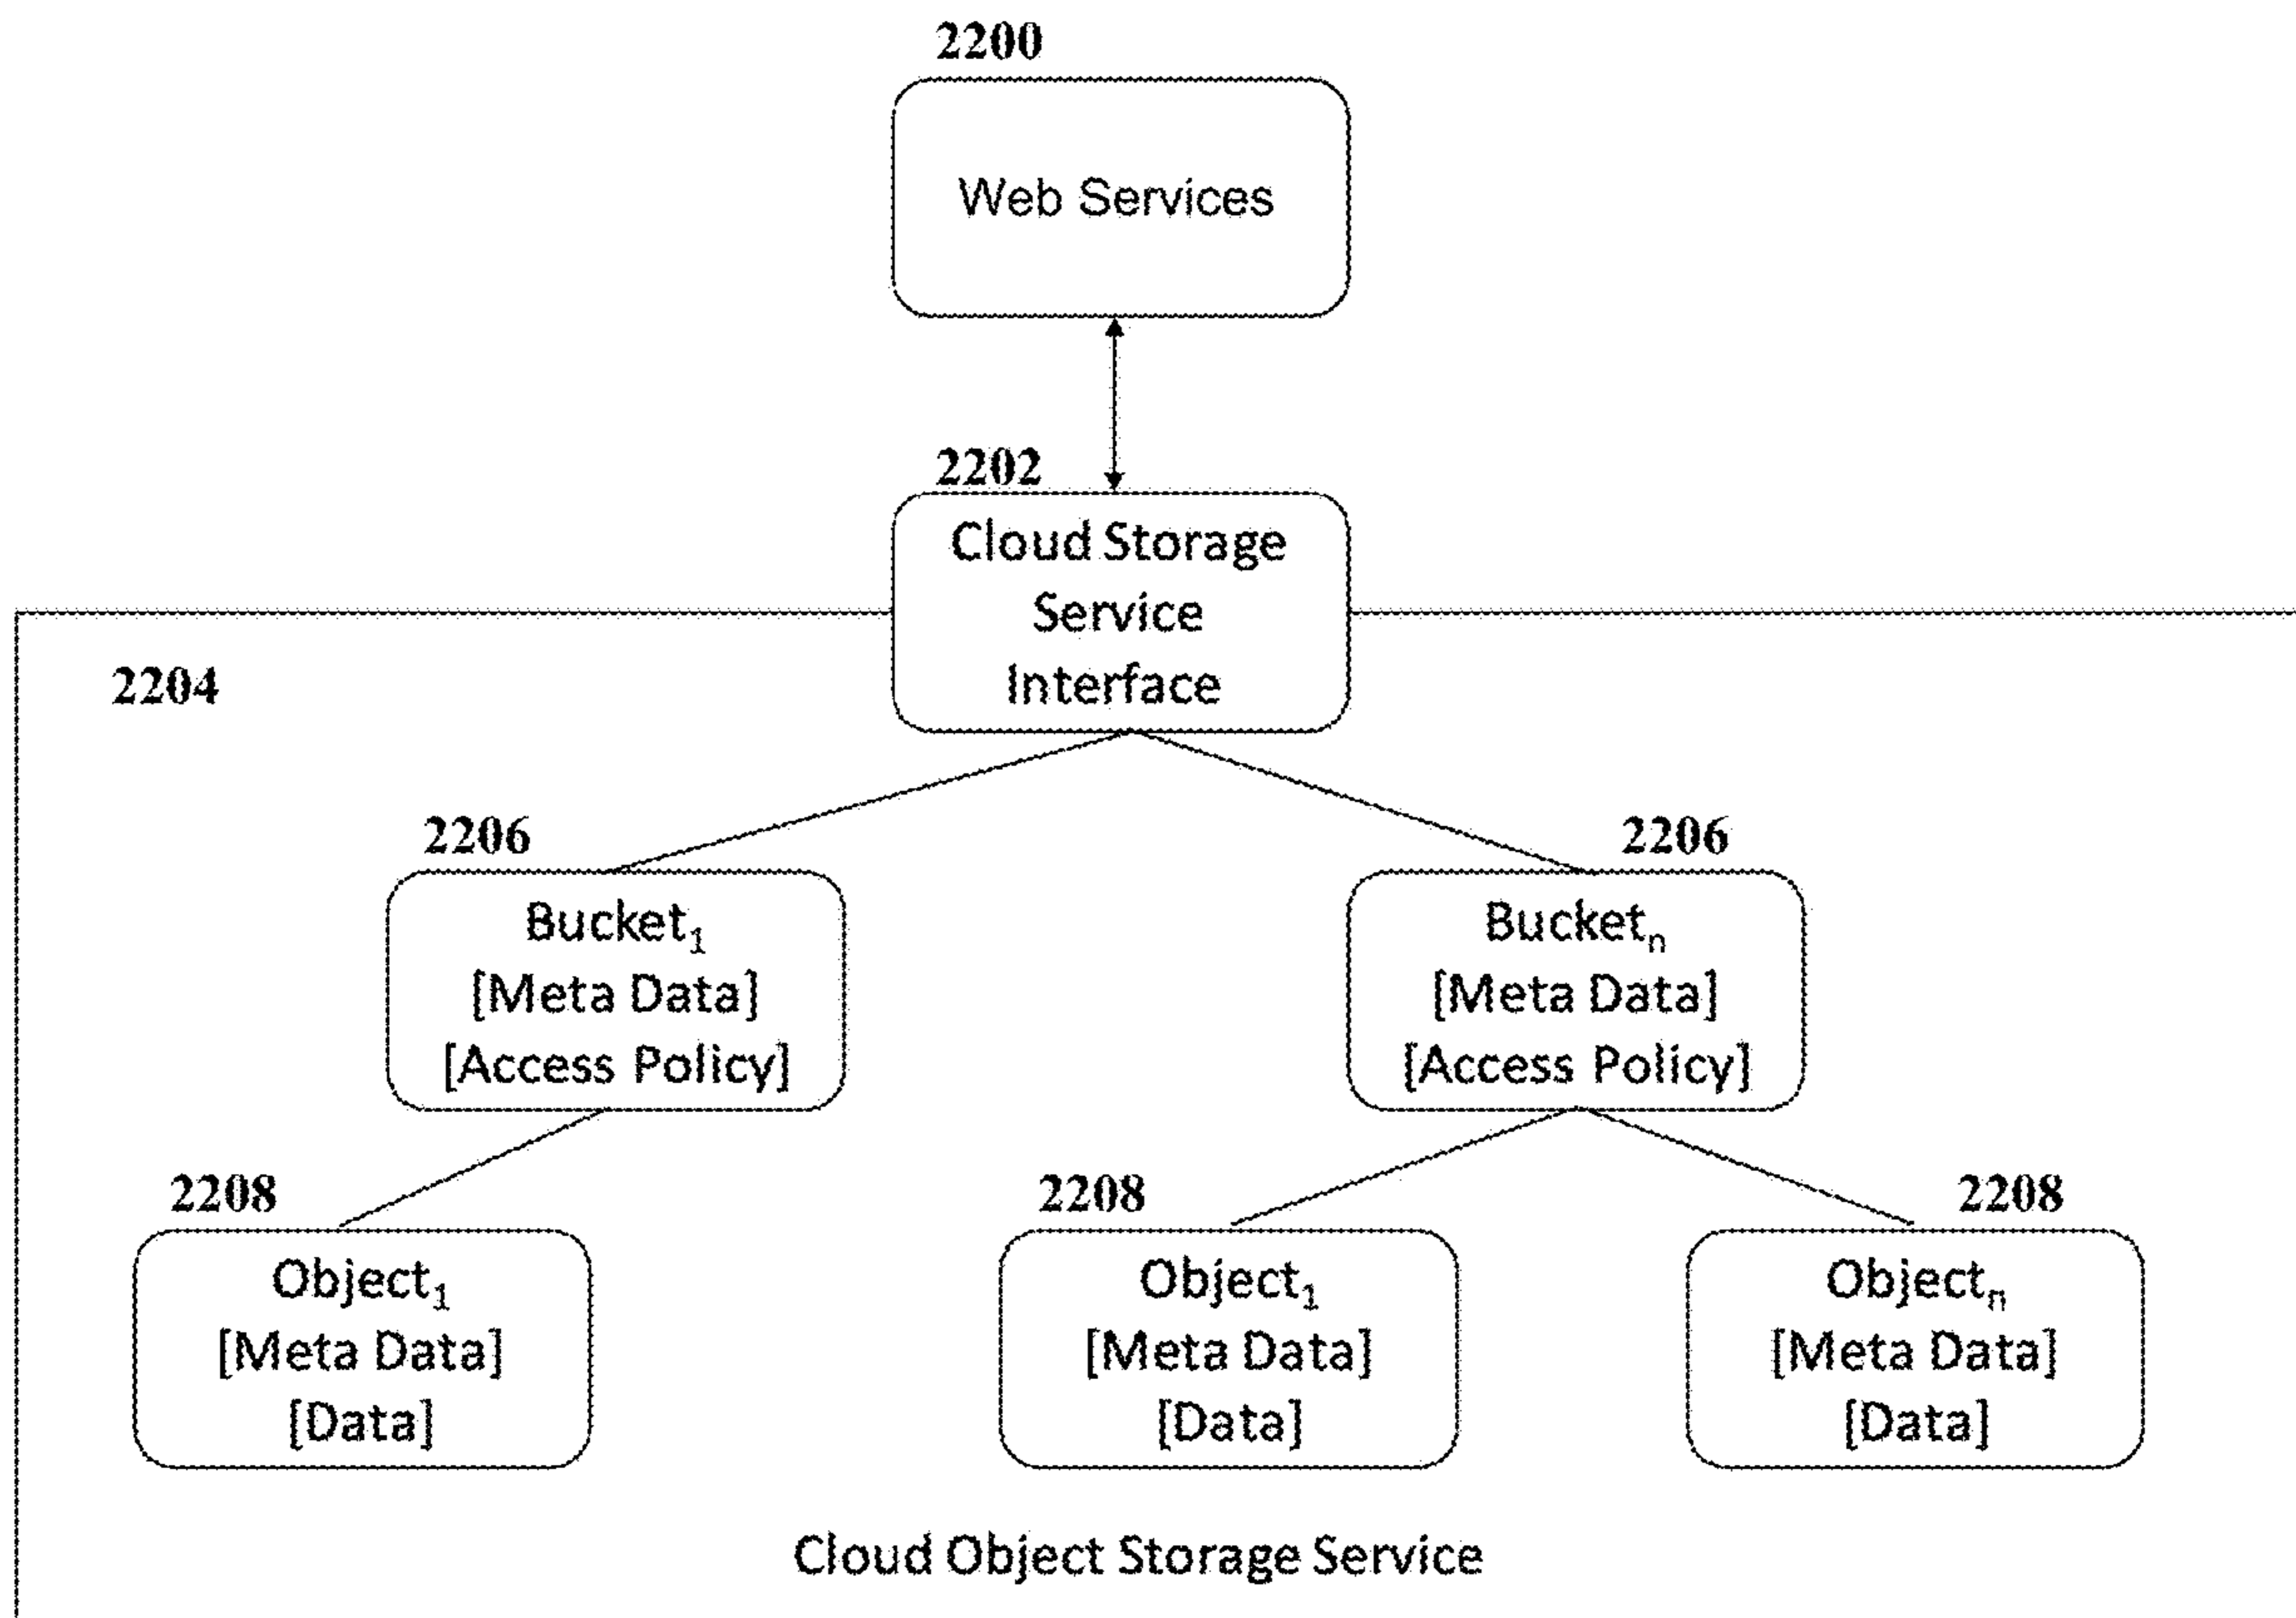 2200
Web Services
2202
Cloud Storage
Service
Interface
2204
2206
Bucket₁
[Meta Data]
[Access Policy]
2206
Bucketₙ
[Meta Data]
[Access Policy]
2208
Object₁
[Meta Data]
[Data]
2208
Object₁
[Meta Data]
[Data]
2208
Objectₙ
[Meta Data]
[Data]
Cloud Object Storage Service